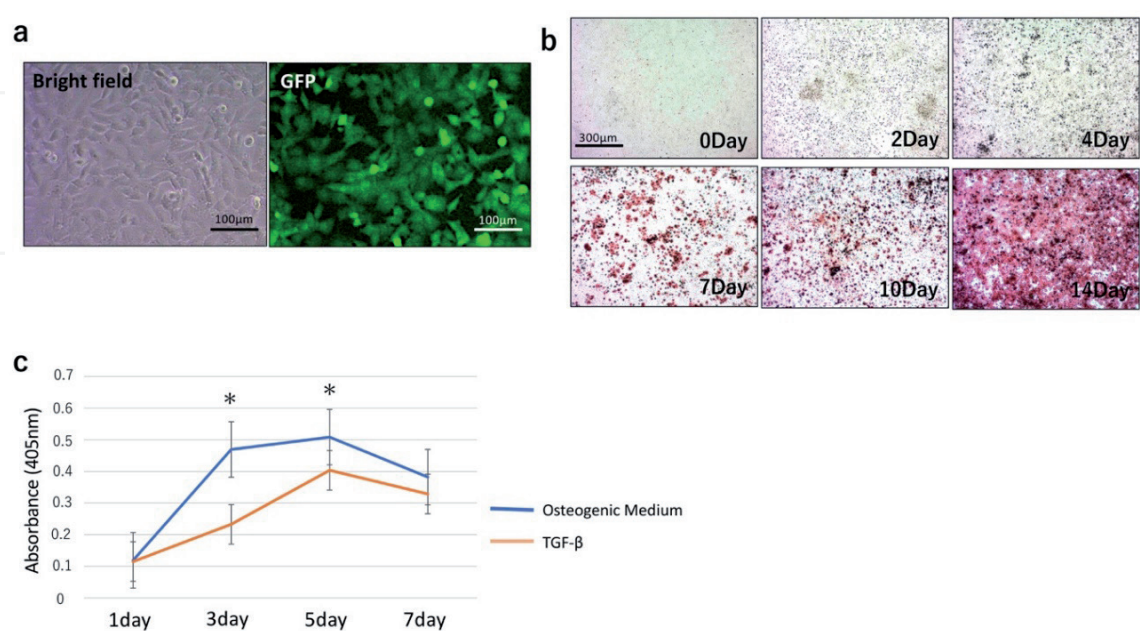 a
Bright field
GFP
100μm
100μm
b
300μm
0Day
2Day
4Day
7Day
10Day
14Day
c
Absorbance (405nm)
0.7
0.6
0.5
0.4
0.3
0.2
0.1
0
*
*
1day
3day
5day
7day
Osteogenic Medium
TGF-β